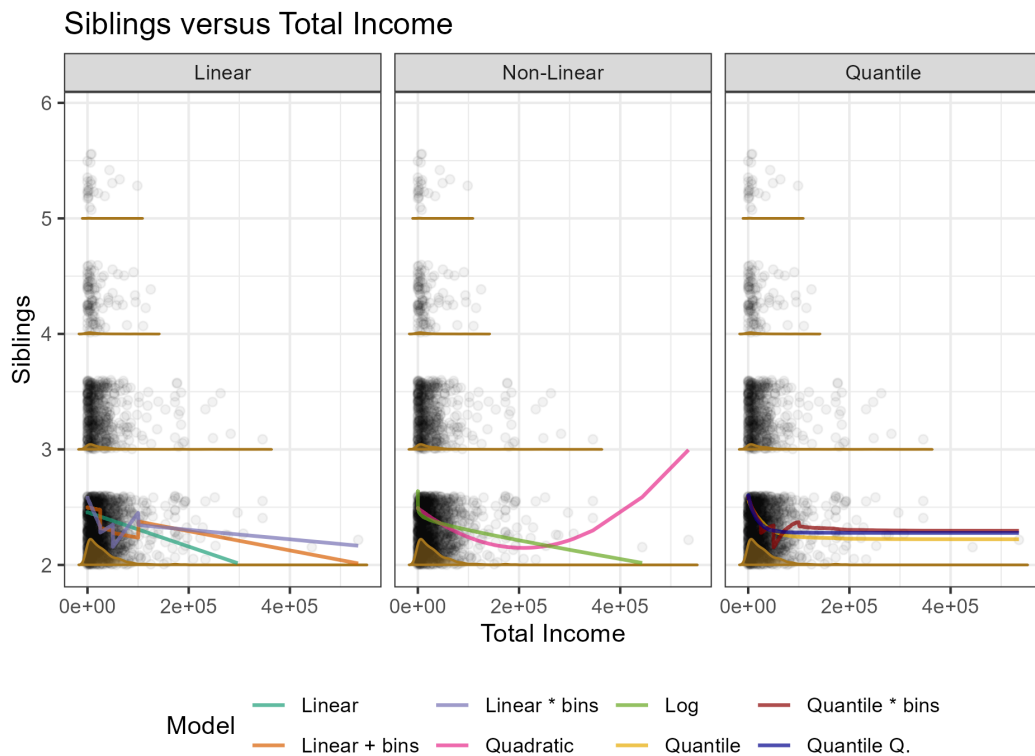 Siblings versus Total Income
Linear Non-Linear Quantile
6
5
4
3
2
Siblings
0e+00 2e+05 4e+05 0e+00 2e+05 4e+05 0e+00 2e+05 4e+05
Total Income
Model
Linear Linear * bins Log Quantile * bins
Linear + bins Quadratic Quantile Quantile Q.